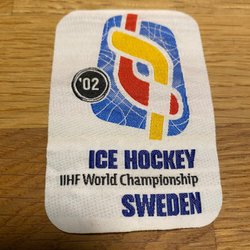 '02
ICE HOCKEY
IIHF World Championship
SWEDEN